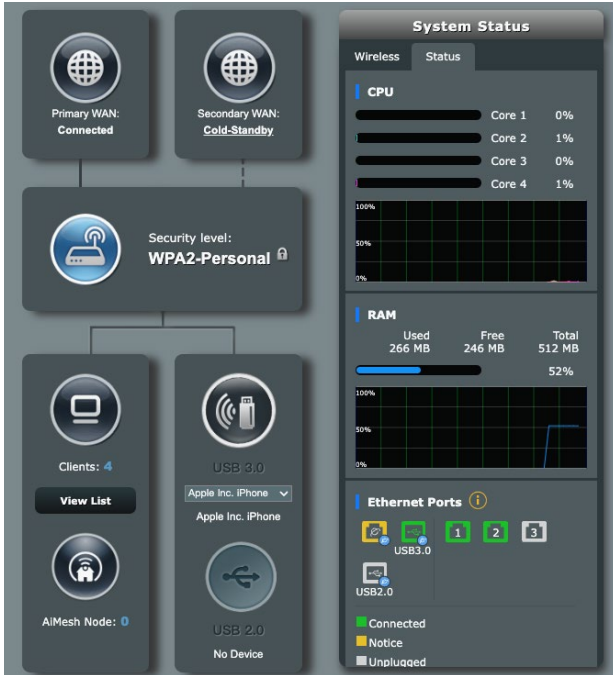 Primary WAN:
Connected
Secondary WAN:
Cold-Standby
Security level:
WPA2-Personal
Clients: 4
View List
AiMesh Node: 0
USB 3.0
Apple Inc. iPhone
Apple Inc. iPhone
USB 2.0
No Device
System Status
Wireless Status
CPU
Core 1 0%
Core 2 1%
Core 3 0%
Core 4 1%
100%
50%
0%
RAM
Used Free Total
266 MB 246 MB 512 MB
52%
100%
50%
0%
Ethernet Ports i
1 2 3
USB3.0
USB2.0
Connected
Notice
Unplugged